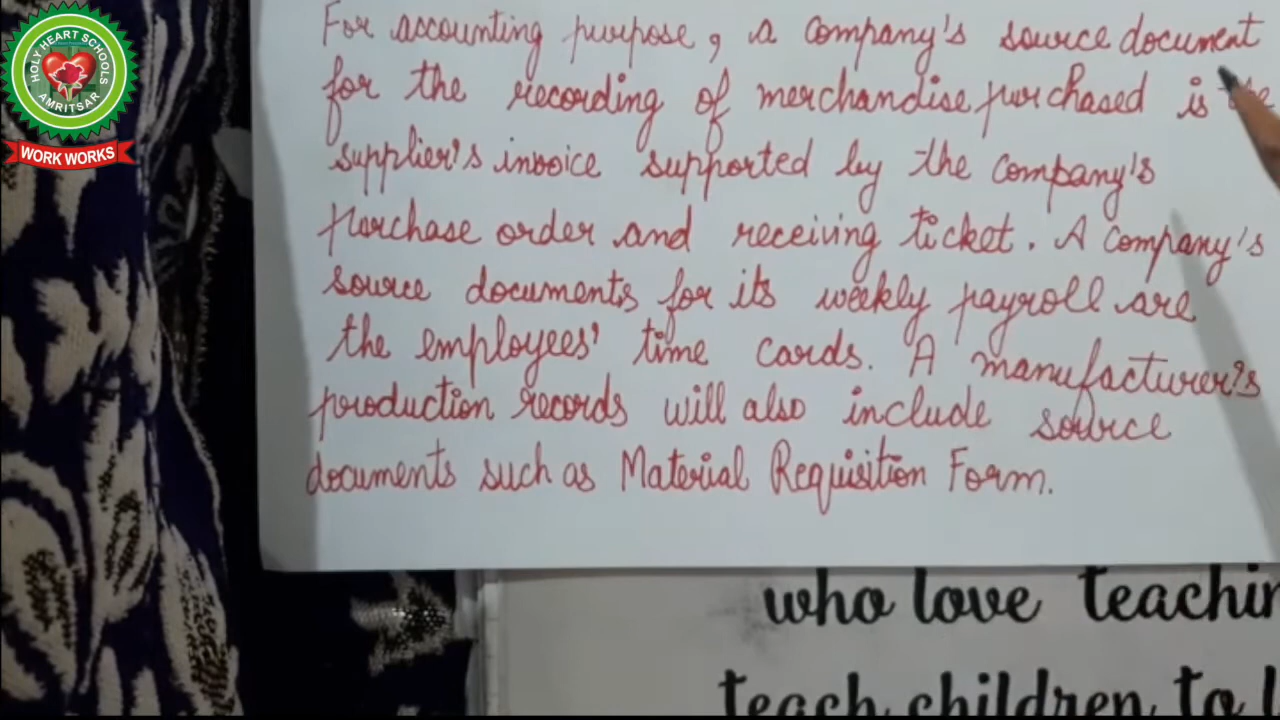 HOLY HEART SCHOOLS
AMRITSAR
WORK WORKS
For accounting purpose, a company's source document
for the recording of merchandise purchased is the
supplier's invoice supported by the company's
purchase order and receiving ticket. A company's
source documents for its weekly payroll are
the employees' time cards. A manufacturer's
production records will also include source
documents such as Material Requisition Form.
who love
teach children to